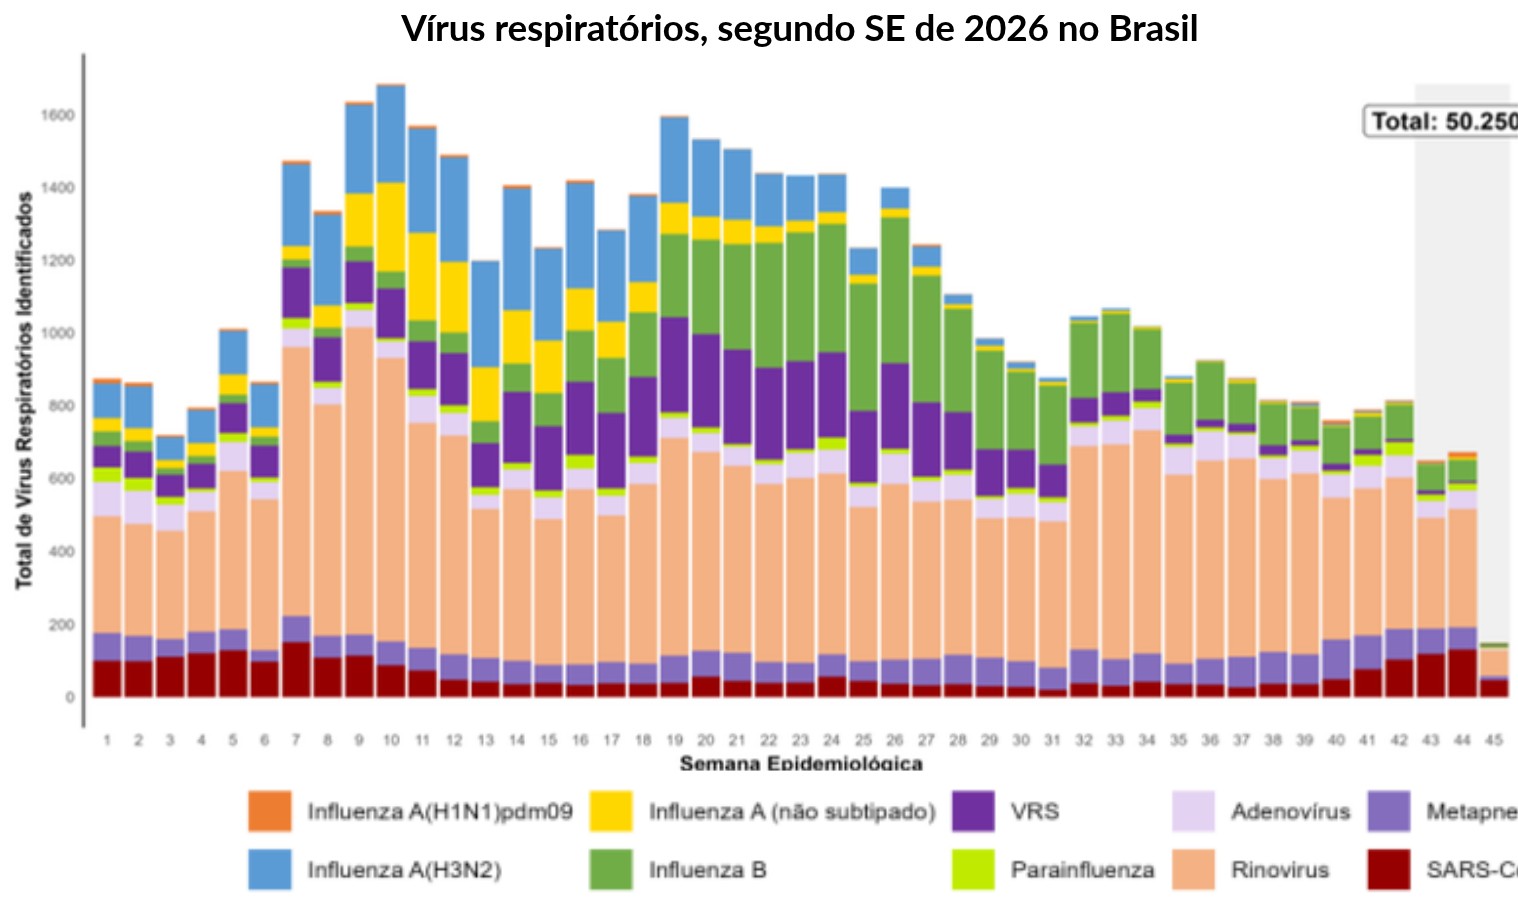 Vírus respiratórios, segundo SE de 2026 no Brasil
Total: 50.250
Total de Vírus Respiratórios Identificados
1600
1400
1200
1000
800
600
400
200
0
1 2 3 4 5 6 7 8 9 10 11 12 13 14 15 16 17 18 19 20 21 22 23 24 25 26 27 28 29 30 31 32 33 34 35 36 37 38 39 40 41 42 43 44 45
Semana Epidemiológica
Influenza A(H1N1)pdm09 Influenza A (não subtipado) VRS Adenovírus Metapne
Influenza A(H3N2) Influenza B Parainfluenza Rinovirus SARS-C